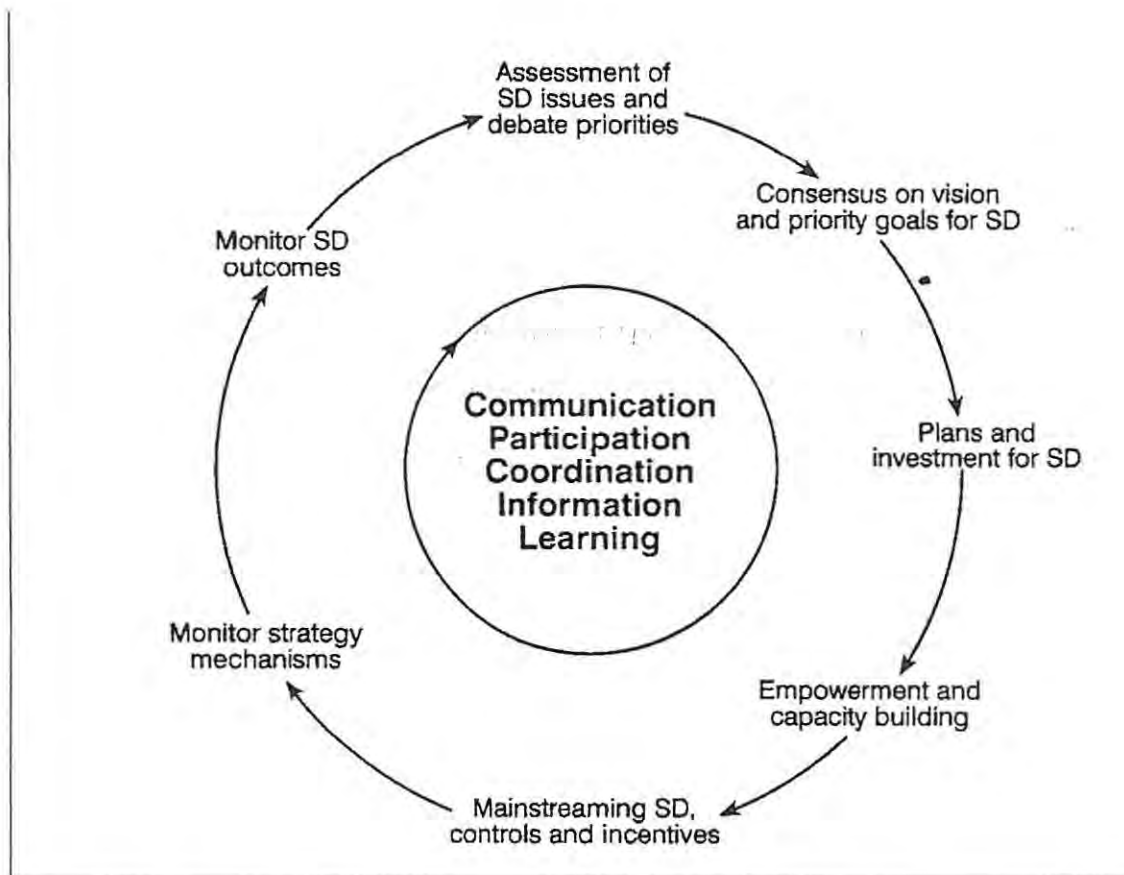 Assessment of
SD issues and
debate priorities
Consensus on vision
and priority goals for SD
Plans and
investment for SD
Empowerment and
capacity building
Mainstreaming SD,
controls and incentives
Monitor strategy
mechanisms
Monitor SD
outcomes
Communication
Participation
Coordination
Information
Learning